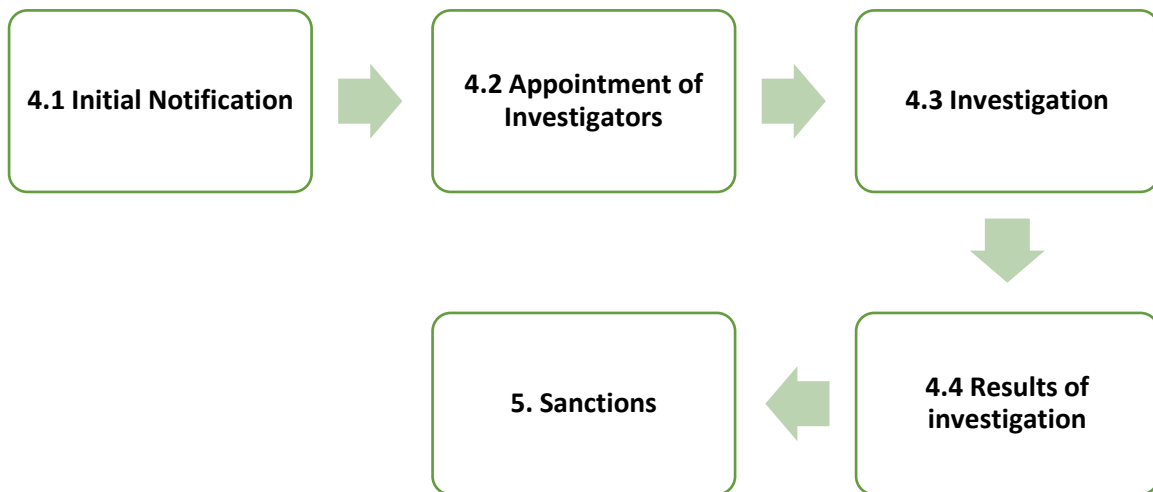 4.1 Initial Notification
4.2 Appointment of
Investigators
4.3 Investigation
4.4 Results of
investigation
5. Sanctions